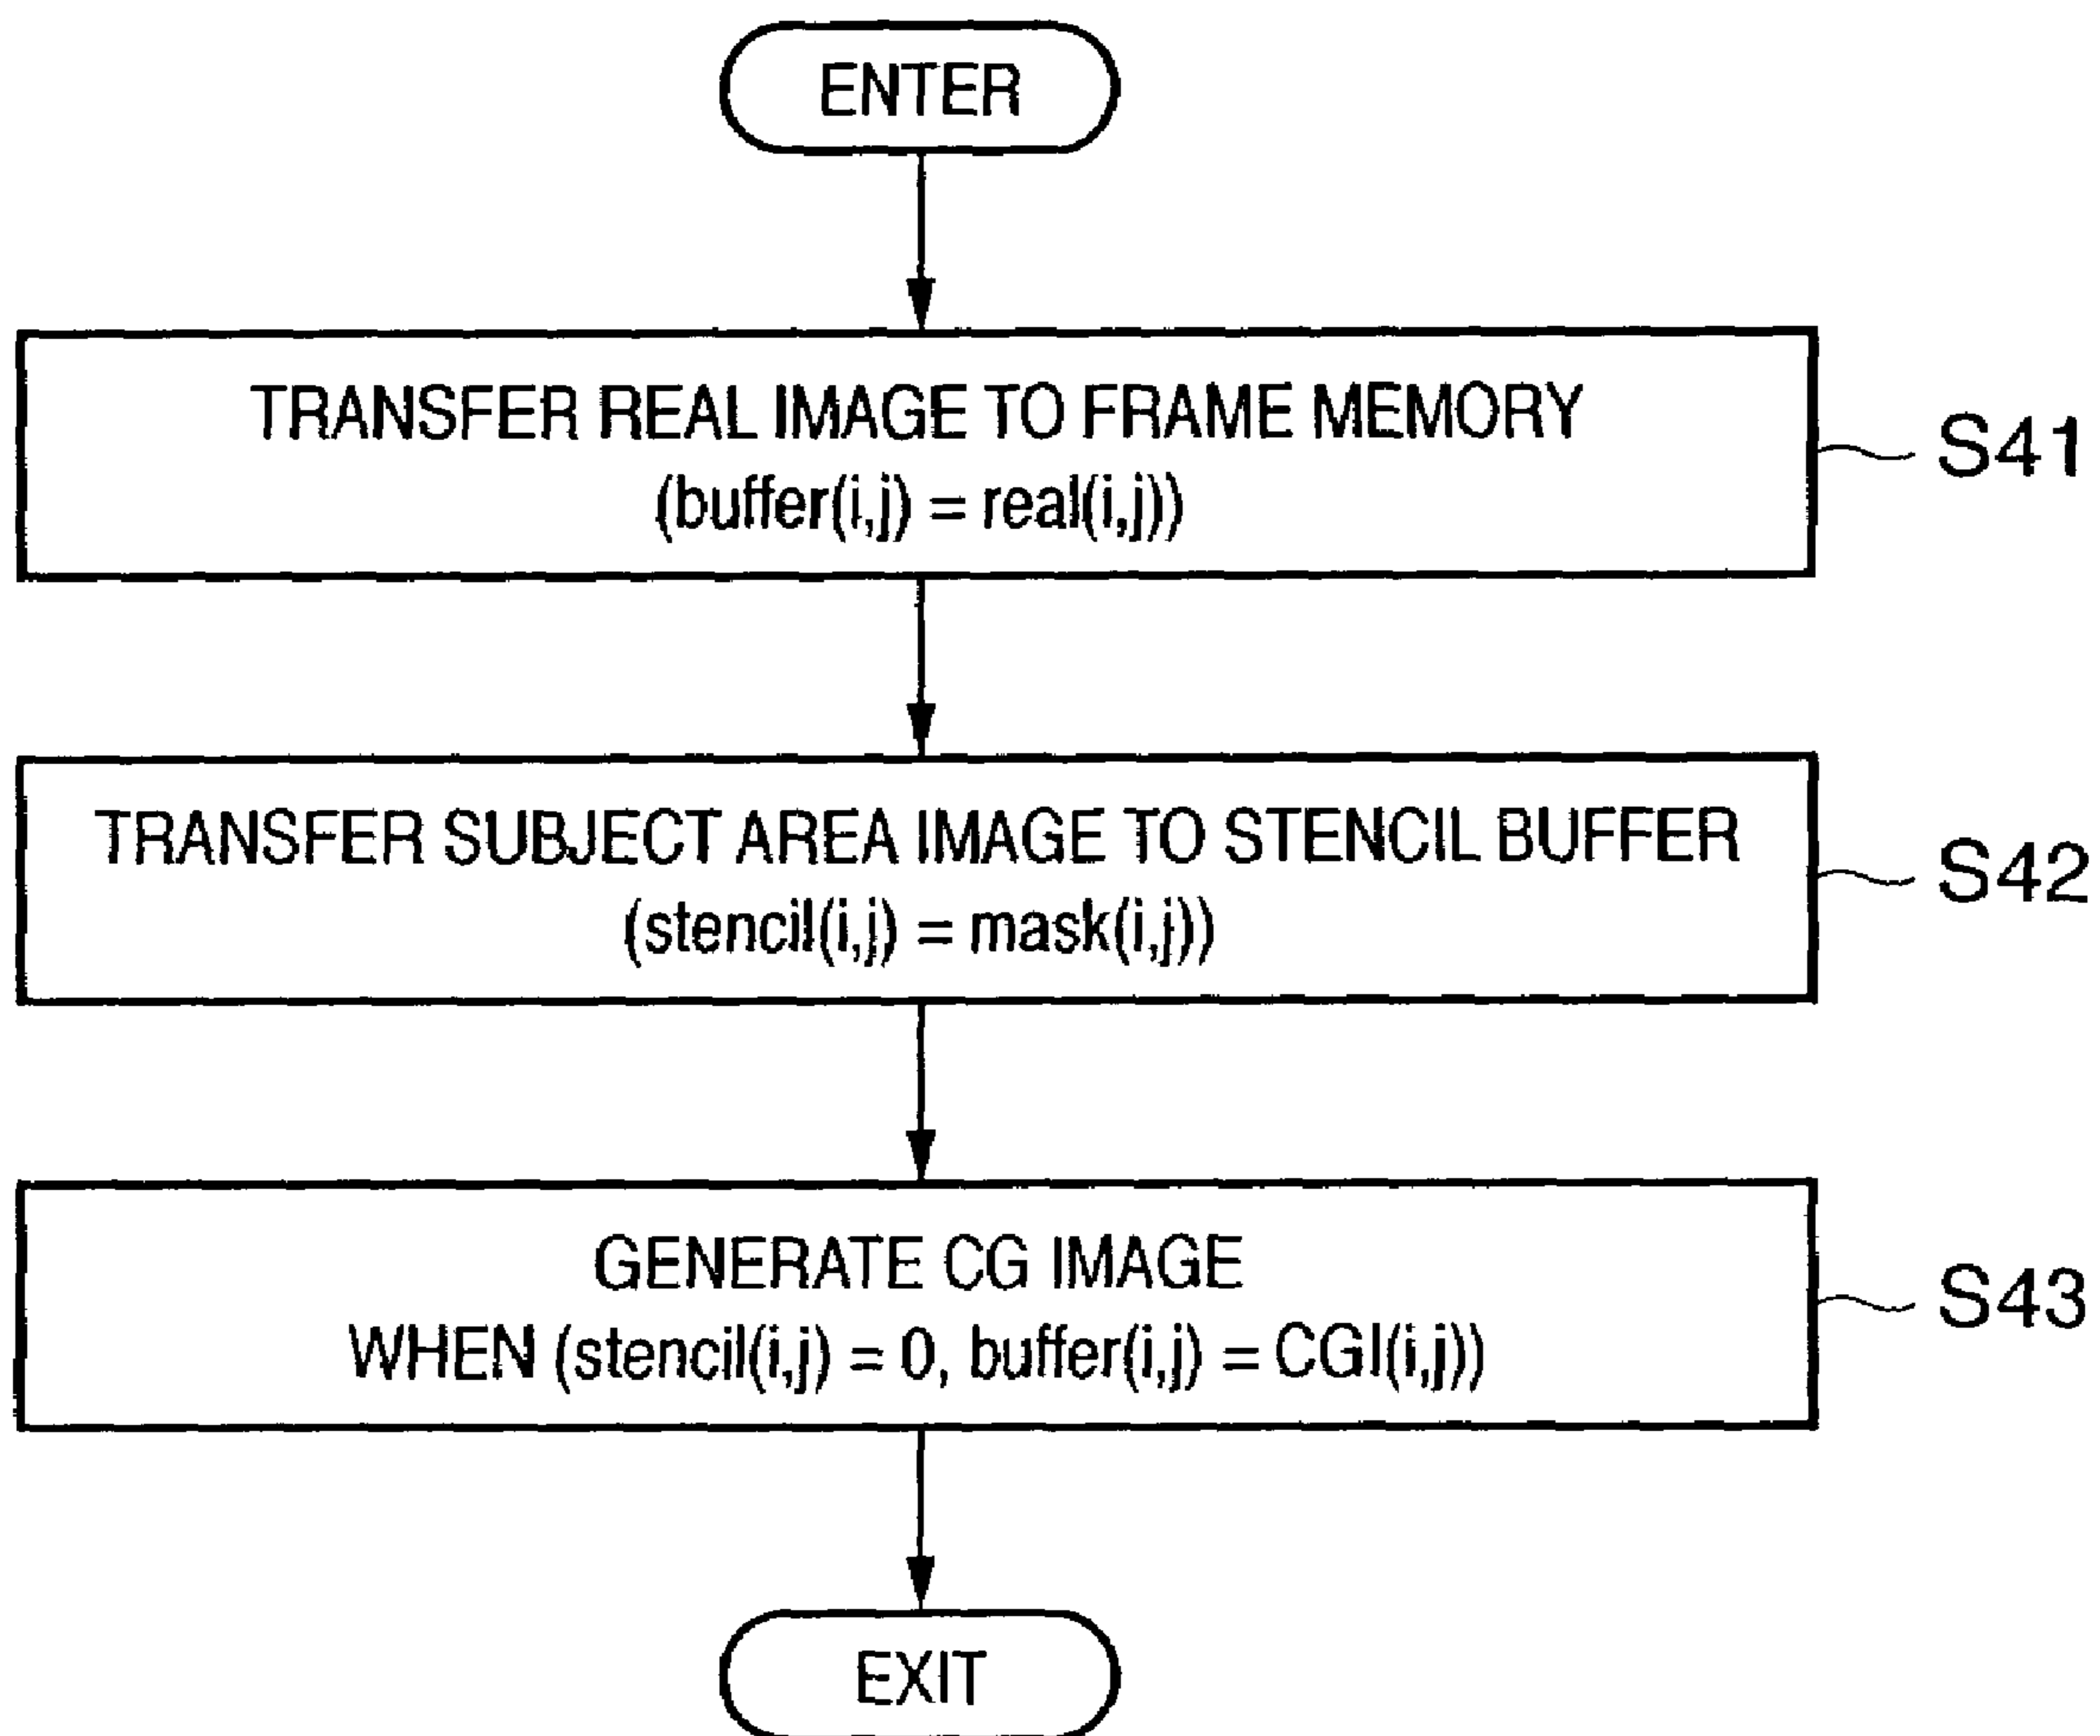 ENTER
TRANSFER REAL IMAGE TO FRAME MEMORY
(buffer(i,j) = real(i,j))
S41
TRANSFER SUBJECT AREA IMAGE TO STENCIL BUFFER
(stencil(i,j) = mask(i,j))
S42
GENERATE CG IMAGE
WHEN (stencil(i,j) = 0, buffer(i,j) = CGI(i,j))
S43
EXIT